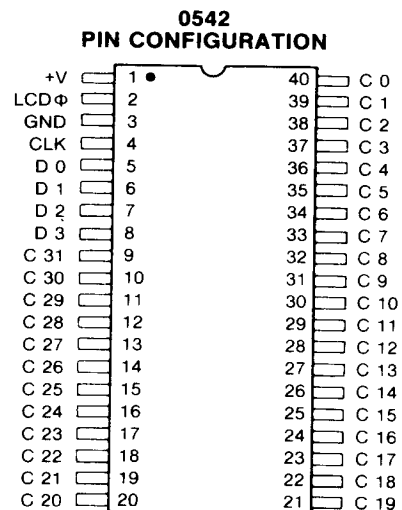 0542
PIN CONFIGURATION
+V 1 40 C 0
LCDΦ 2 39 C 1
GND 3 38 C 2
CLK 4 37 C 3
D 0 5 36 C 4
D 1 6 35 C 5
D 2 7 34 C 6
D 3 8 33 C 7
C 31 9 32 C 8
C 30 10 31 C 9
C 29 11 30 C 10
C 28 12 29 C 11
C 27 13 28 C 12
C 26 14 27 C 13
C 25 15 26 C 14
C 24 16 25 C 15
C 23 17 24 C 16
C 22 18 23 C 17
C 21 19 22 C 18
C 20 20 21 C 19